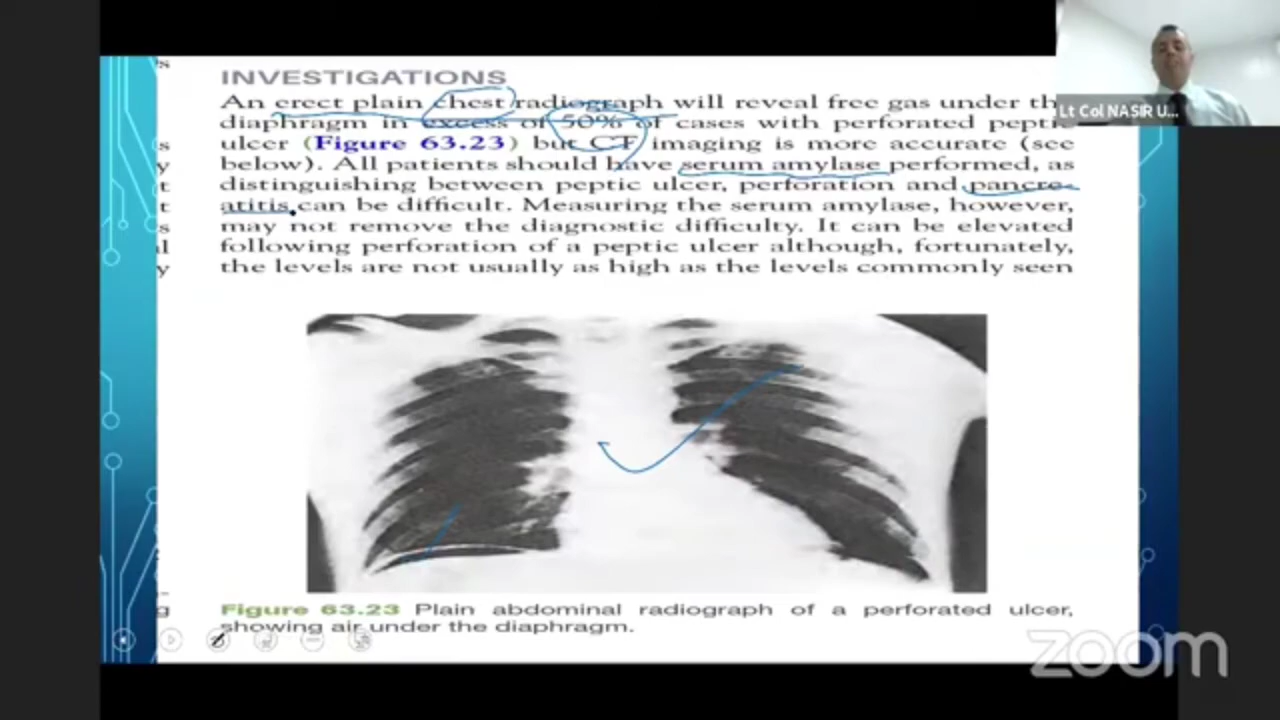 INVESTIGATIONS
An erect plain chest radiograph will reveal free gas under th
diaphragm in excess of 50% of cases with perforated peptic
ulcer (Figure 63.23) but CT imaging is more accurate (see
below). All patients should have serum amylase performed, as
distinguishing between peptic ulcer, perforation and pancre-
atitis can be difficult. Measuring the serum amylase, however,
may not remove the diagnostic difficulty. It can be elevated
following perforation of a peptic ulcer although, fortunately,
the levels are not usually as high as the levels commonly seen
Figure 63.23 Plain abdominal radiograph of a perforated ulcer,
showing air under the diaphragm.
Lt Col NASIR U...
zoom
s
s
y
t
t
s
al
y
g